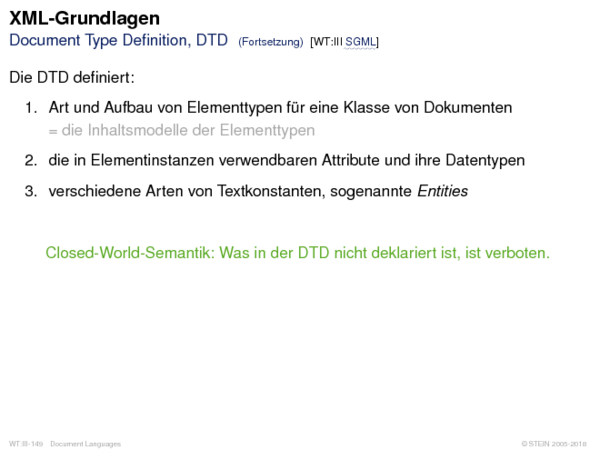 XML-Grundlagen
Document Type Definition, DTD (Fortsetzung) [WT:III SGML]
Die DTD definiert:
1. Art und Aufbau von Elementtypen für eine Klasse von Dokumenten
= die Inhaltsmodelle der Elementtypen
2. die in Elementinstanzen verwendbaren Attribute und ihre Datentypen
3. verschiedene Arten von Textkonstanten, sogenannte Entities
Closed-World-Semantik: Was in der DTD nicht deklariert ist, ist verboten.
WT:III-149 Document Languages © STEIN 2005-2018